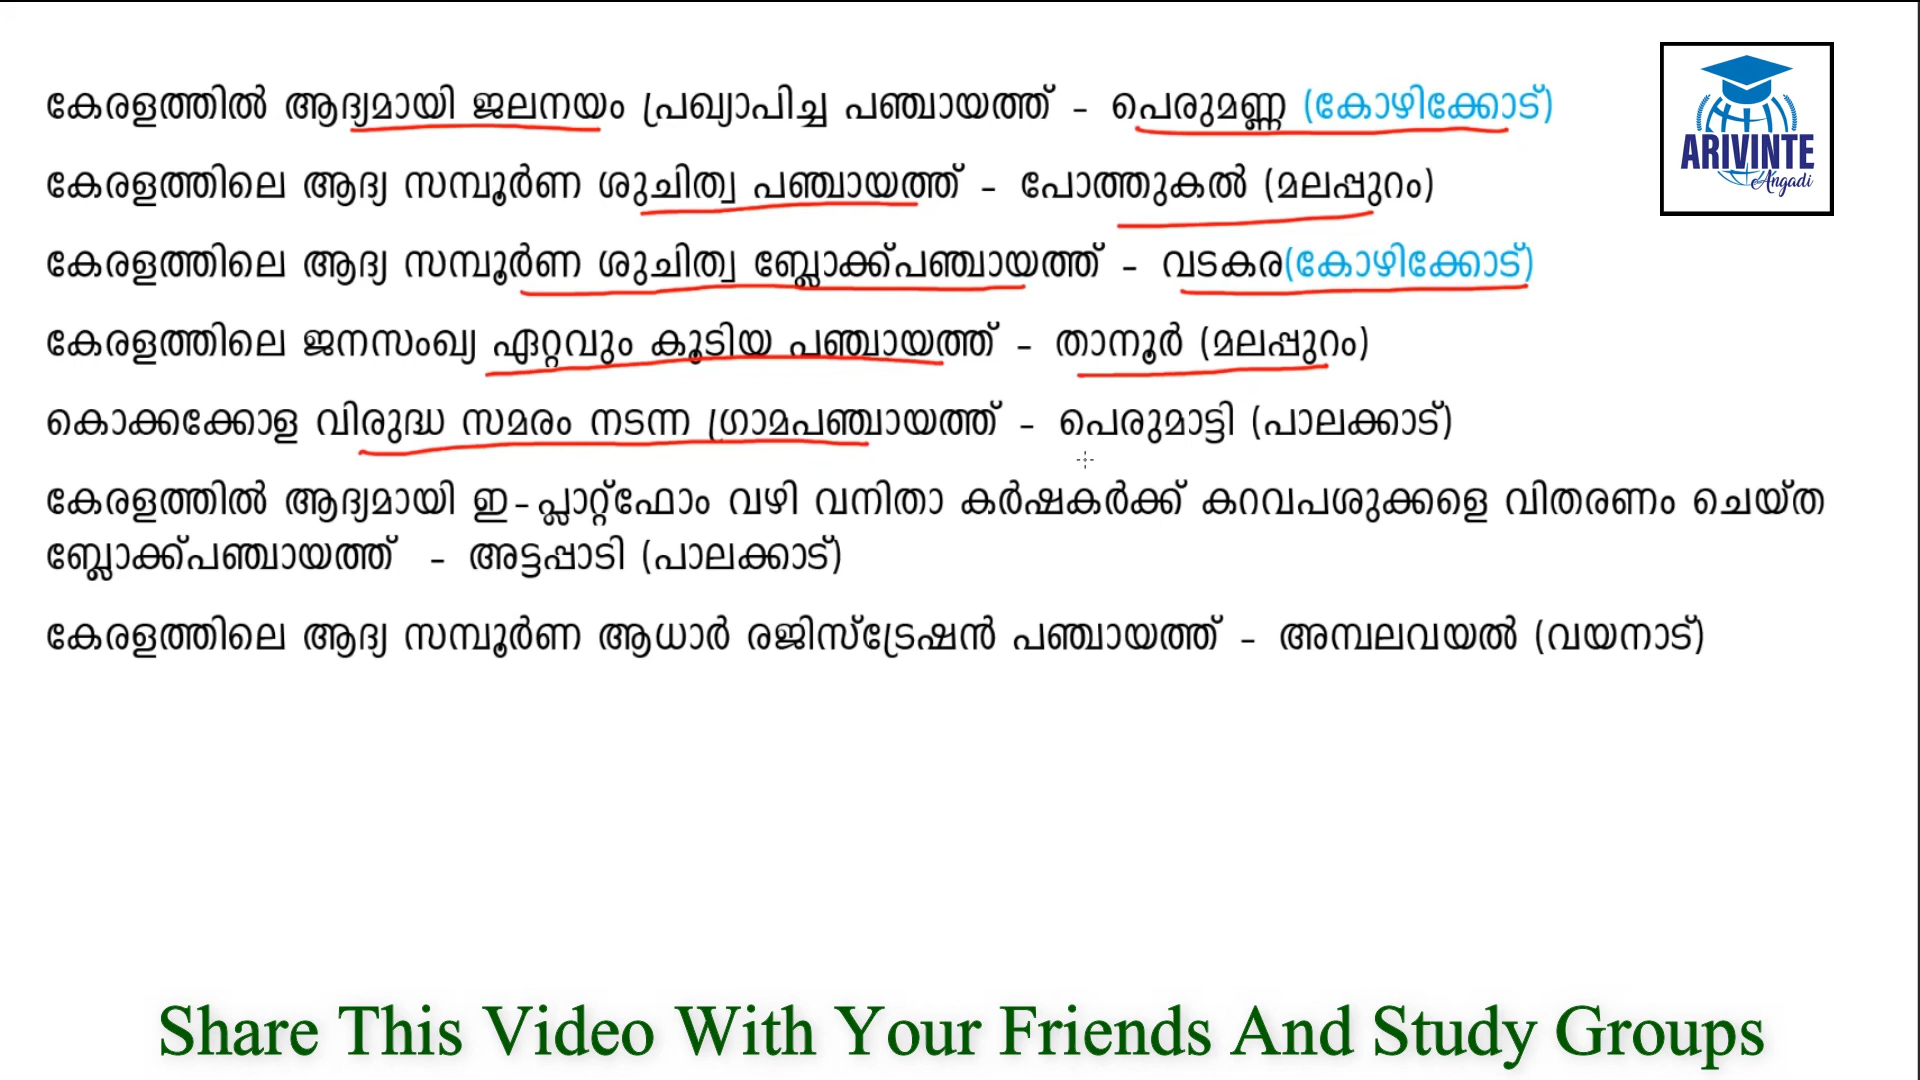 കേരളത്തിൽ ആദ്യമായി ജലനയം പ്രഖ്യാപിച്ച പഞ്ചായത്ത് - പെരുമണ്ണ (കോഴിക്കോട്)
കേരളത്തിലെ ആദ്യ സമ്പൂർണ ശുചിത്വ പഞ്ചായത്ത് - പോത്തുകൽ (മലപ്പുറം)
കേരളത്തിലെ ആദ്യ സമ്പൂർണ ശുചിത്വ ബ്ലോക്ക്പഞ്ചായത്ത് - വടകര(കോഴിക്കോട്)
കേരളത്തിലെ ജനസംഖ്യ ഏറ്റവും കൂടിയ പഞ്ചായത്ത് - താനൂർ (മലപ്പുറം)
കൊക്കക്കോള വിരുദ്ധ സമരം നടന്ന ഗ്രാമപഞ്ചായത്ത് - പെരുമാട്ടി (പാലക്കാട്)
കേരളത്തിൽ ആദ്യമായി ഇ-പ്ലാറ്റ്ഫോം വഴി വനിതാ കർഷകർക്ക് കറവപശുക്കളെ വിതരണം ചെയ്ത
ബ്ലോക്ക്പഞ്ചായത്ത് - അട്ടപ്പാടി (പാലക്കാട്)
കേരളത്തിലെ ആദ്യ സമ്പൂർണ ആധാർ രജിസ്ട്രേഷൻ പഞ്ചായത്ത് - അമ്പലവയൽ (വയനാട്)
ARIVINTE
Angadi
Share This Video With Your Friends And Study Groups